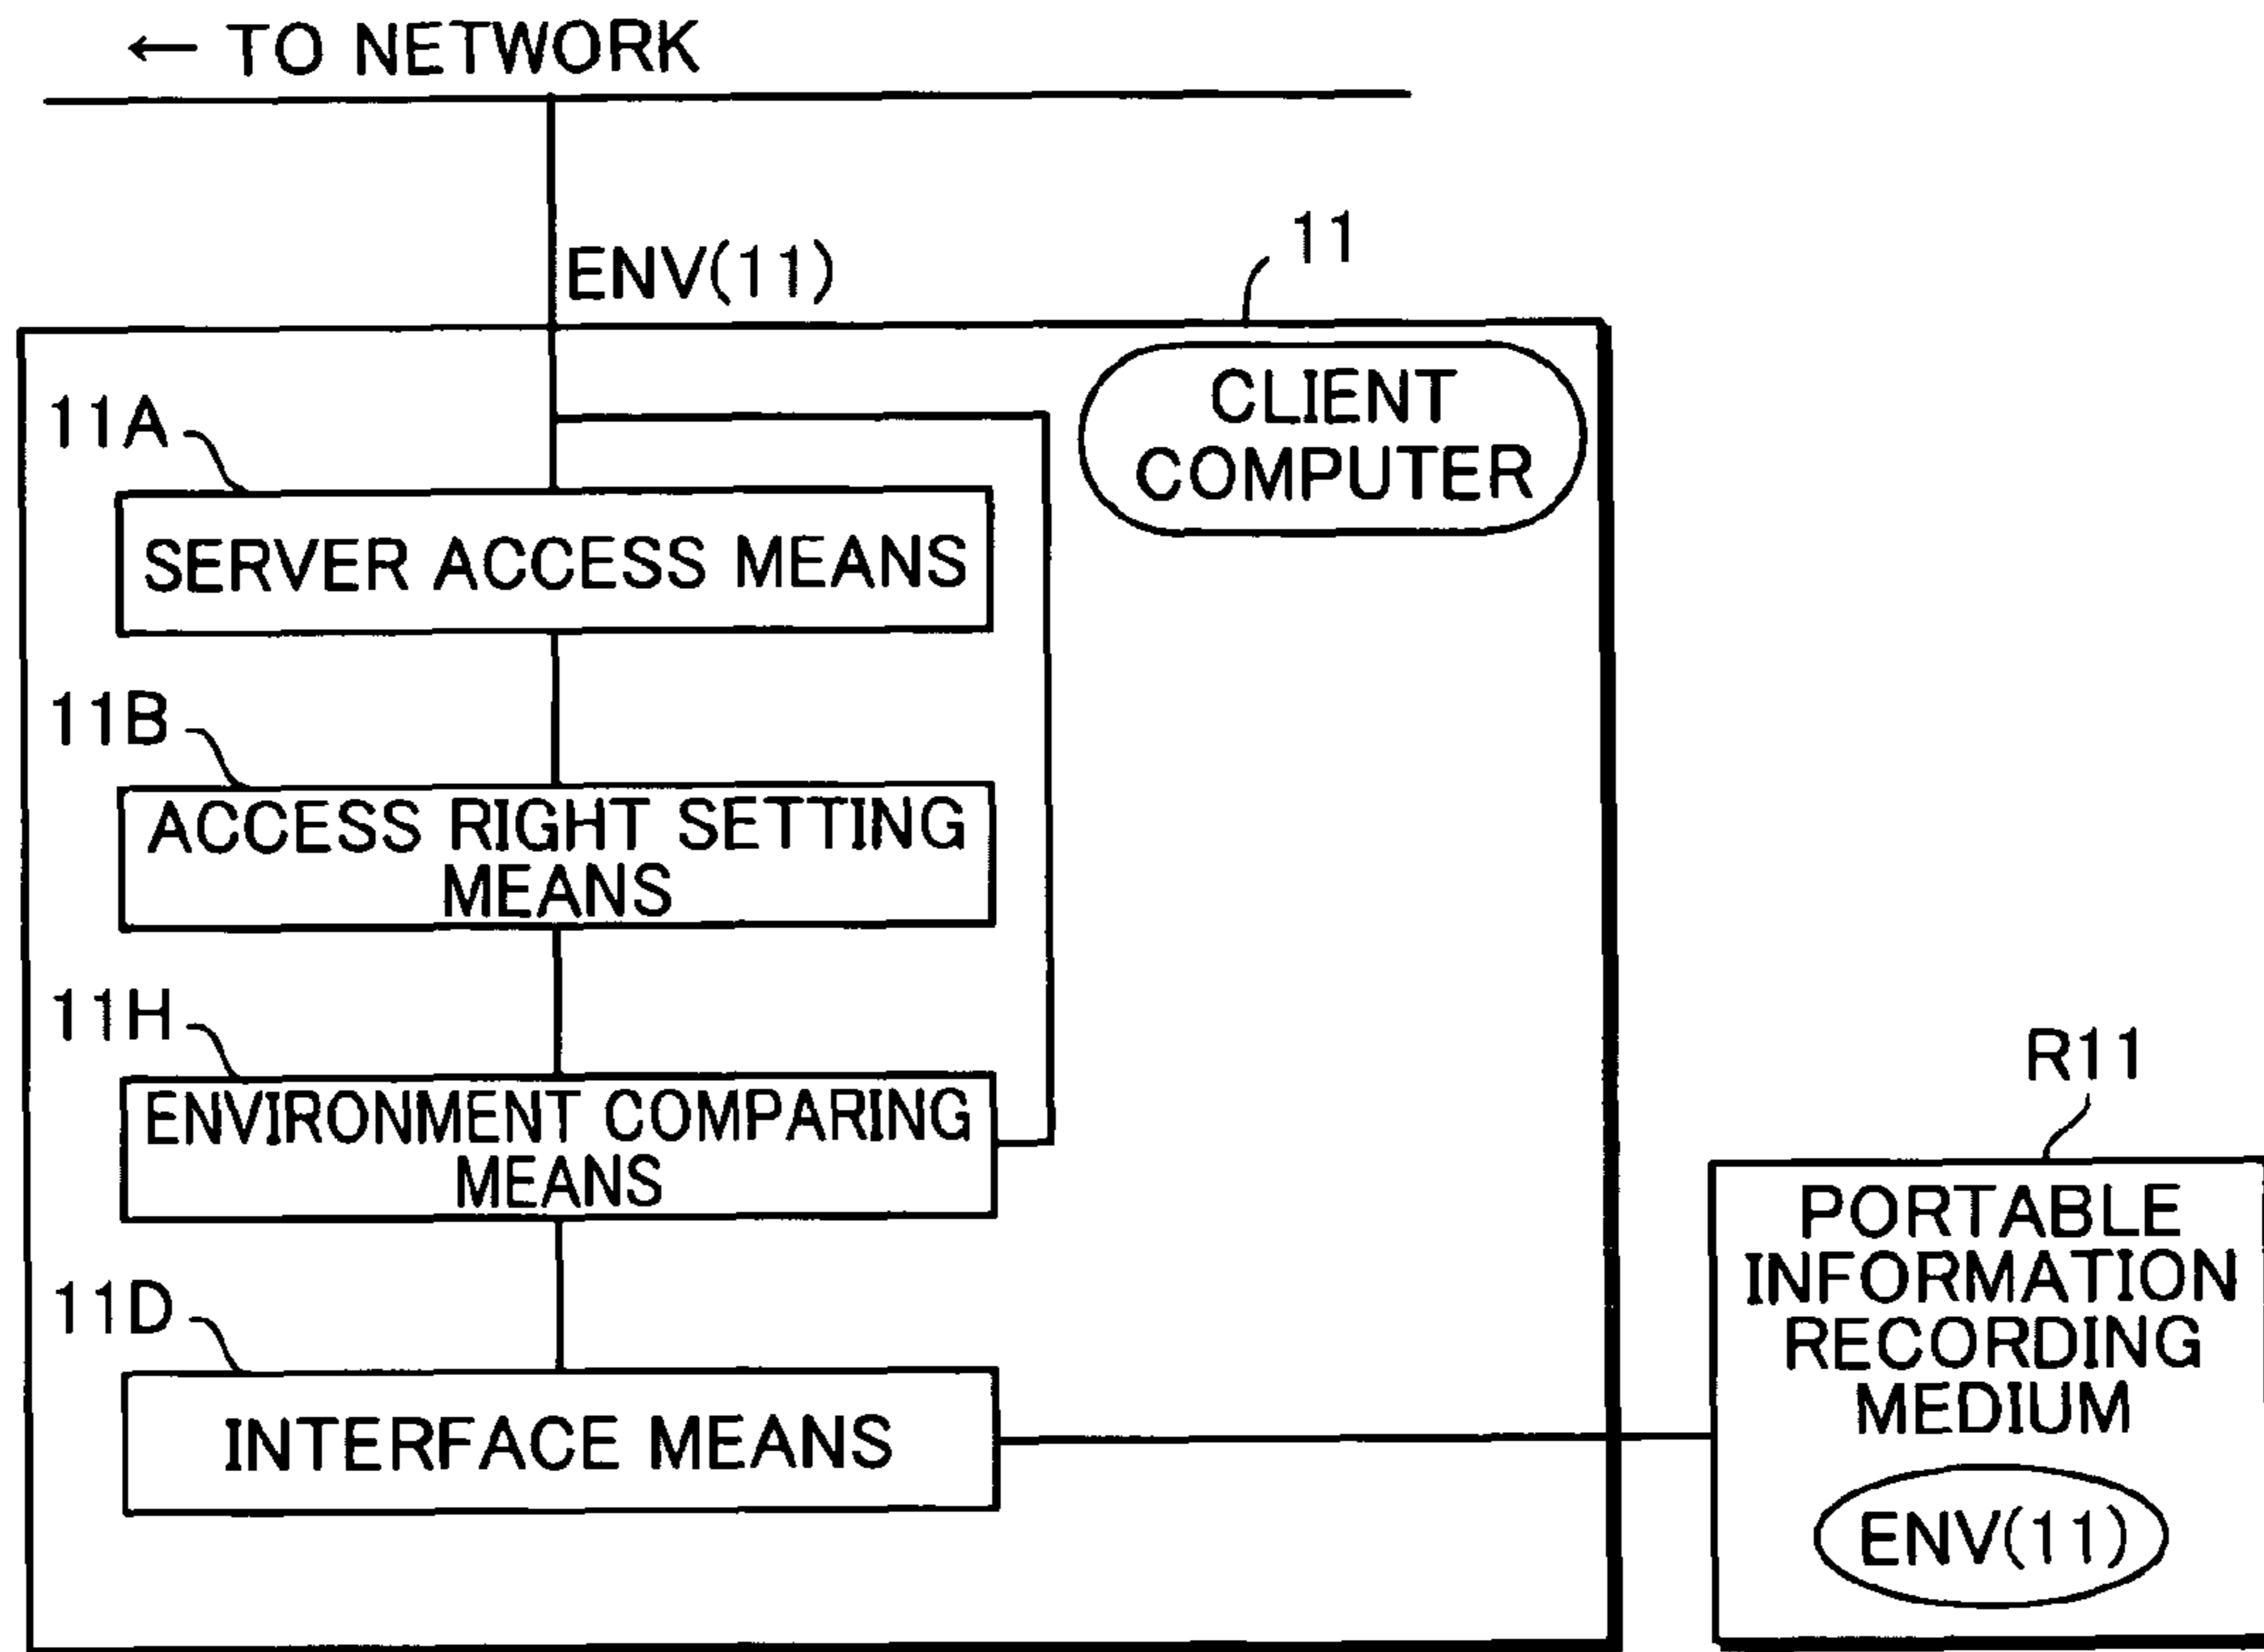 ← TO NETWORK
ENV(11)
11
CLIENT
COMPUTER
11A
SERVER ACCESS MEANS
11B
ACCESS RIGHT SETTING
MEANS
11H
ENVIRONMENT COMPARING
MEANS
11D
INTERFACE MEANS
R11
PORTABLE
INFORMATION
RECORDING
MEDIUM
ENV(11)